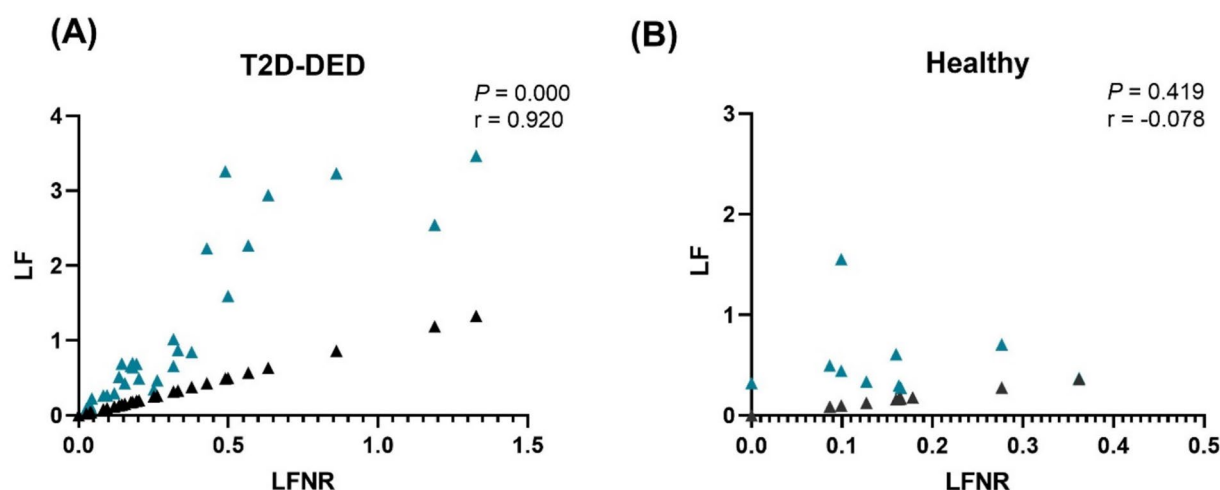 (A)
T2D-DED
P = 0.000
r = 0.920
4
3
2
1
0
LF
0.0 0.5 1.0 1.5
LFNR
(B)
Healthy
P = 0.419
r = -0.078
3
2
1
0
LF
0.0 0.1 0.2 0.3 0.4 0.5
LFNR